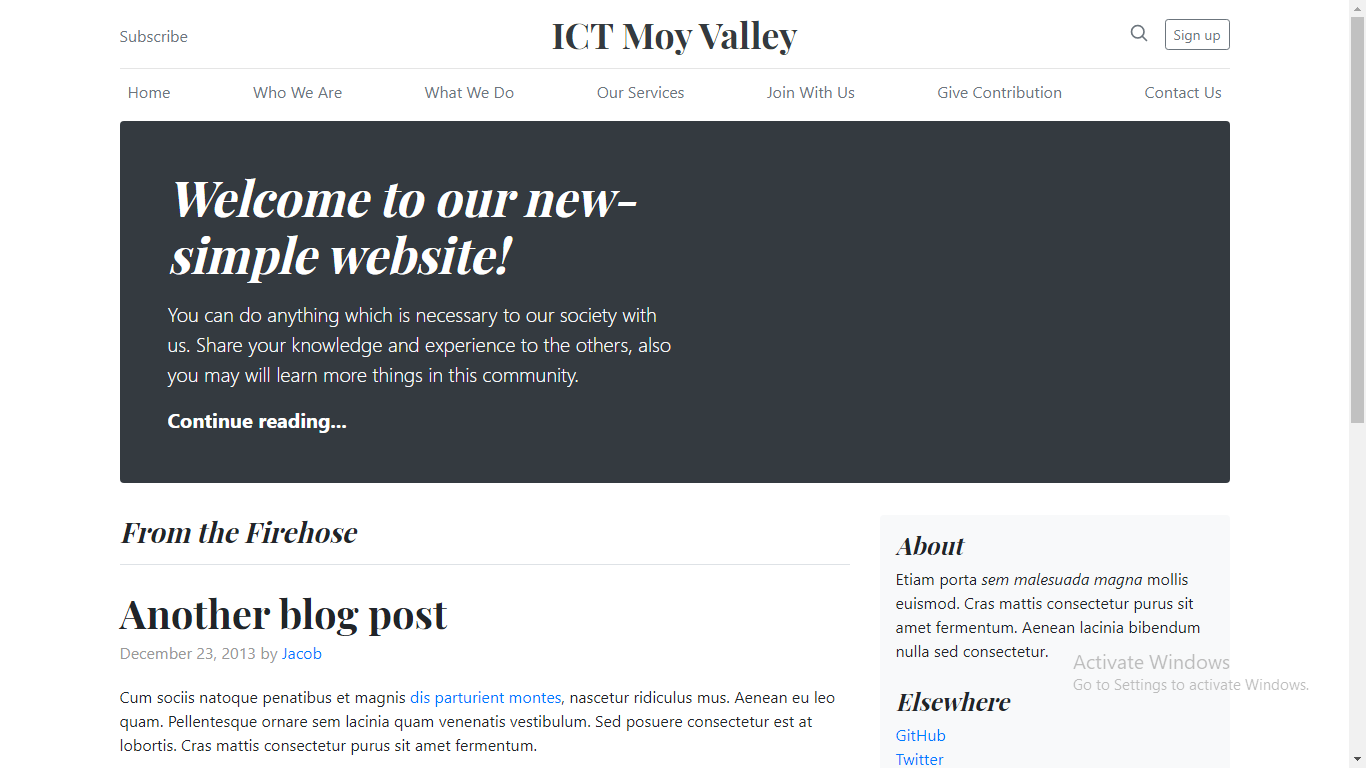 Subscribe
ICT Moy Valley
Sign up
Home
Who We Are
What We Do
Our Services
Join With Us
Give Contribution
Contact Us
Welcome to our new-
simple website!
You can do anything which is necessary to our society with
us. Share your knowledge and experience to the others, also
you may will learn more things in this community.
Continue reading...
From the Firehose
Another blog post
December 23, 2013 by Jacob
Cum sociis natoque penatibus et magnis dis parturient montes, nascetur ridiculus mus. Aenean eu leo
quam. Pellentesque ornare sem lacinia quam venenatis vestibulum. Sed posuere consectetur est at
lobortis. Cras mattis consectetur purus sit amet fermentum.
About
Etiam porta sem malesuada magna mollis
euismod. Cras mattis consectetur purus sit
amet fermentum. Aenean lacinia bibendum
nulla sed consectetur.
Elsewhere
GitHub
Twitter
Activate Windows
Go to Settings to activate Windows.